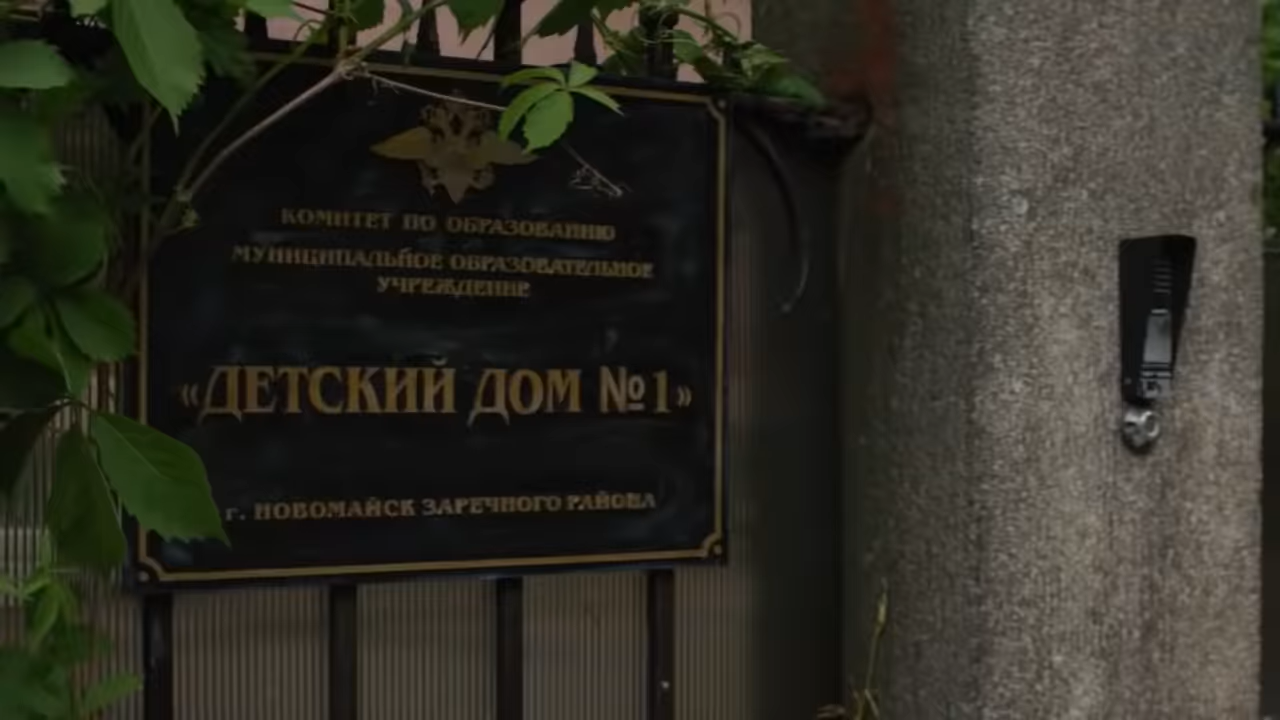 КОМИТЕТ ПО ОБРАЗОВАНИЮ
МУНИЦИПАЛЬНОЕ ОБРАЗОВАТЕЛЬНОЕ
УЧРЕЖДЕНИЕ
«ДЕТСКИЙ ДОМ №1»
г. НОВОМАЙСК ЗАРЕЧНОГО РАЙОНА